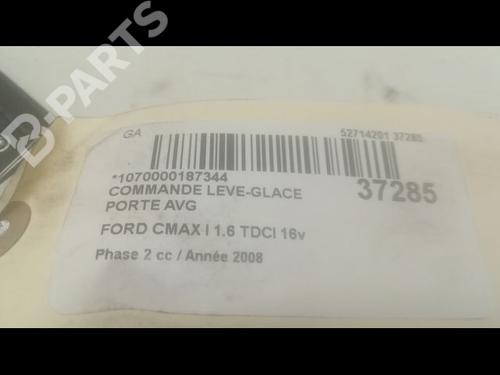 B-PARTS
GA
52714201 37285
*1070000187344
COMMANDE LEVE-GLACE
37285
PORTE AVG
FORD CMAX I 1.6 TDCI 16v
Phase 2 cc / Année 2008